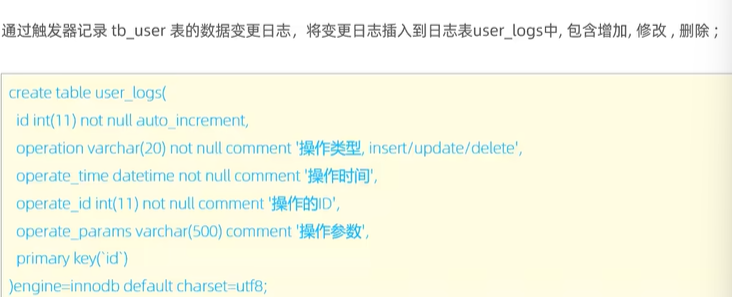 通过触发器记录 tb_user 表的数据变更日志，将变更日志插入到日志表user_logs中, 包含增加, 修改 , 删除 ;
create table user_logs(
id int(11) not null auto_increment,
operation varchar(20) not null comment '操作类型, insert/update/delete',
operate_time datetime not null comment '操作时间',
operate_id int(11) not null comment '操作的ID',
operate_params varchar(500) comment '操作参数',
primary key(`id`)
)engine=innodb default charset=utf8;